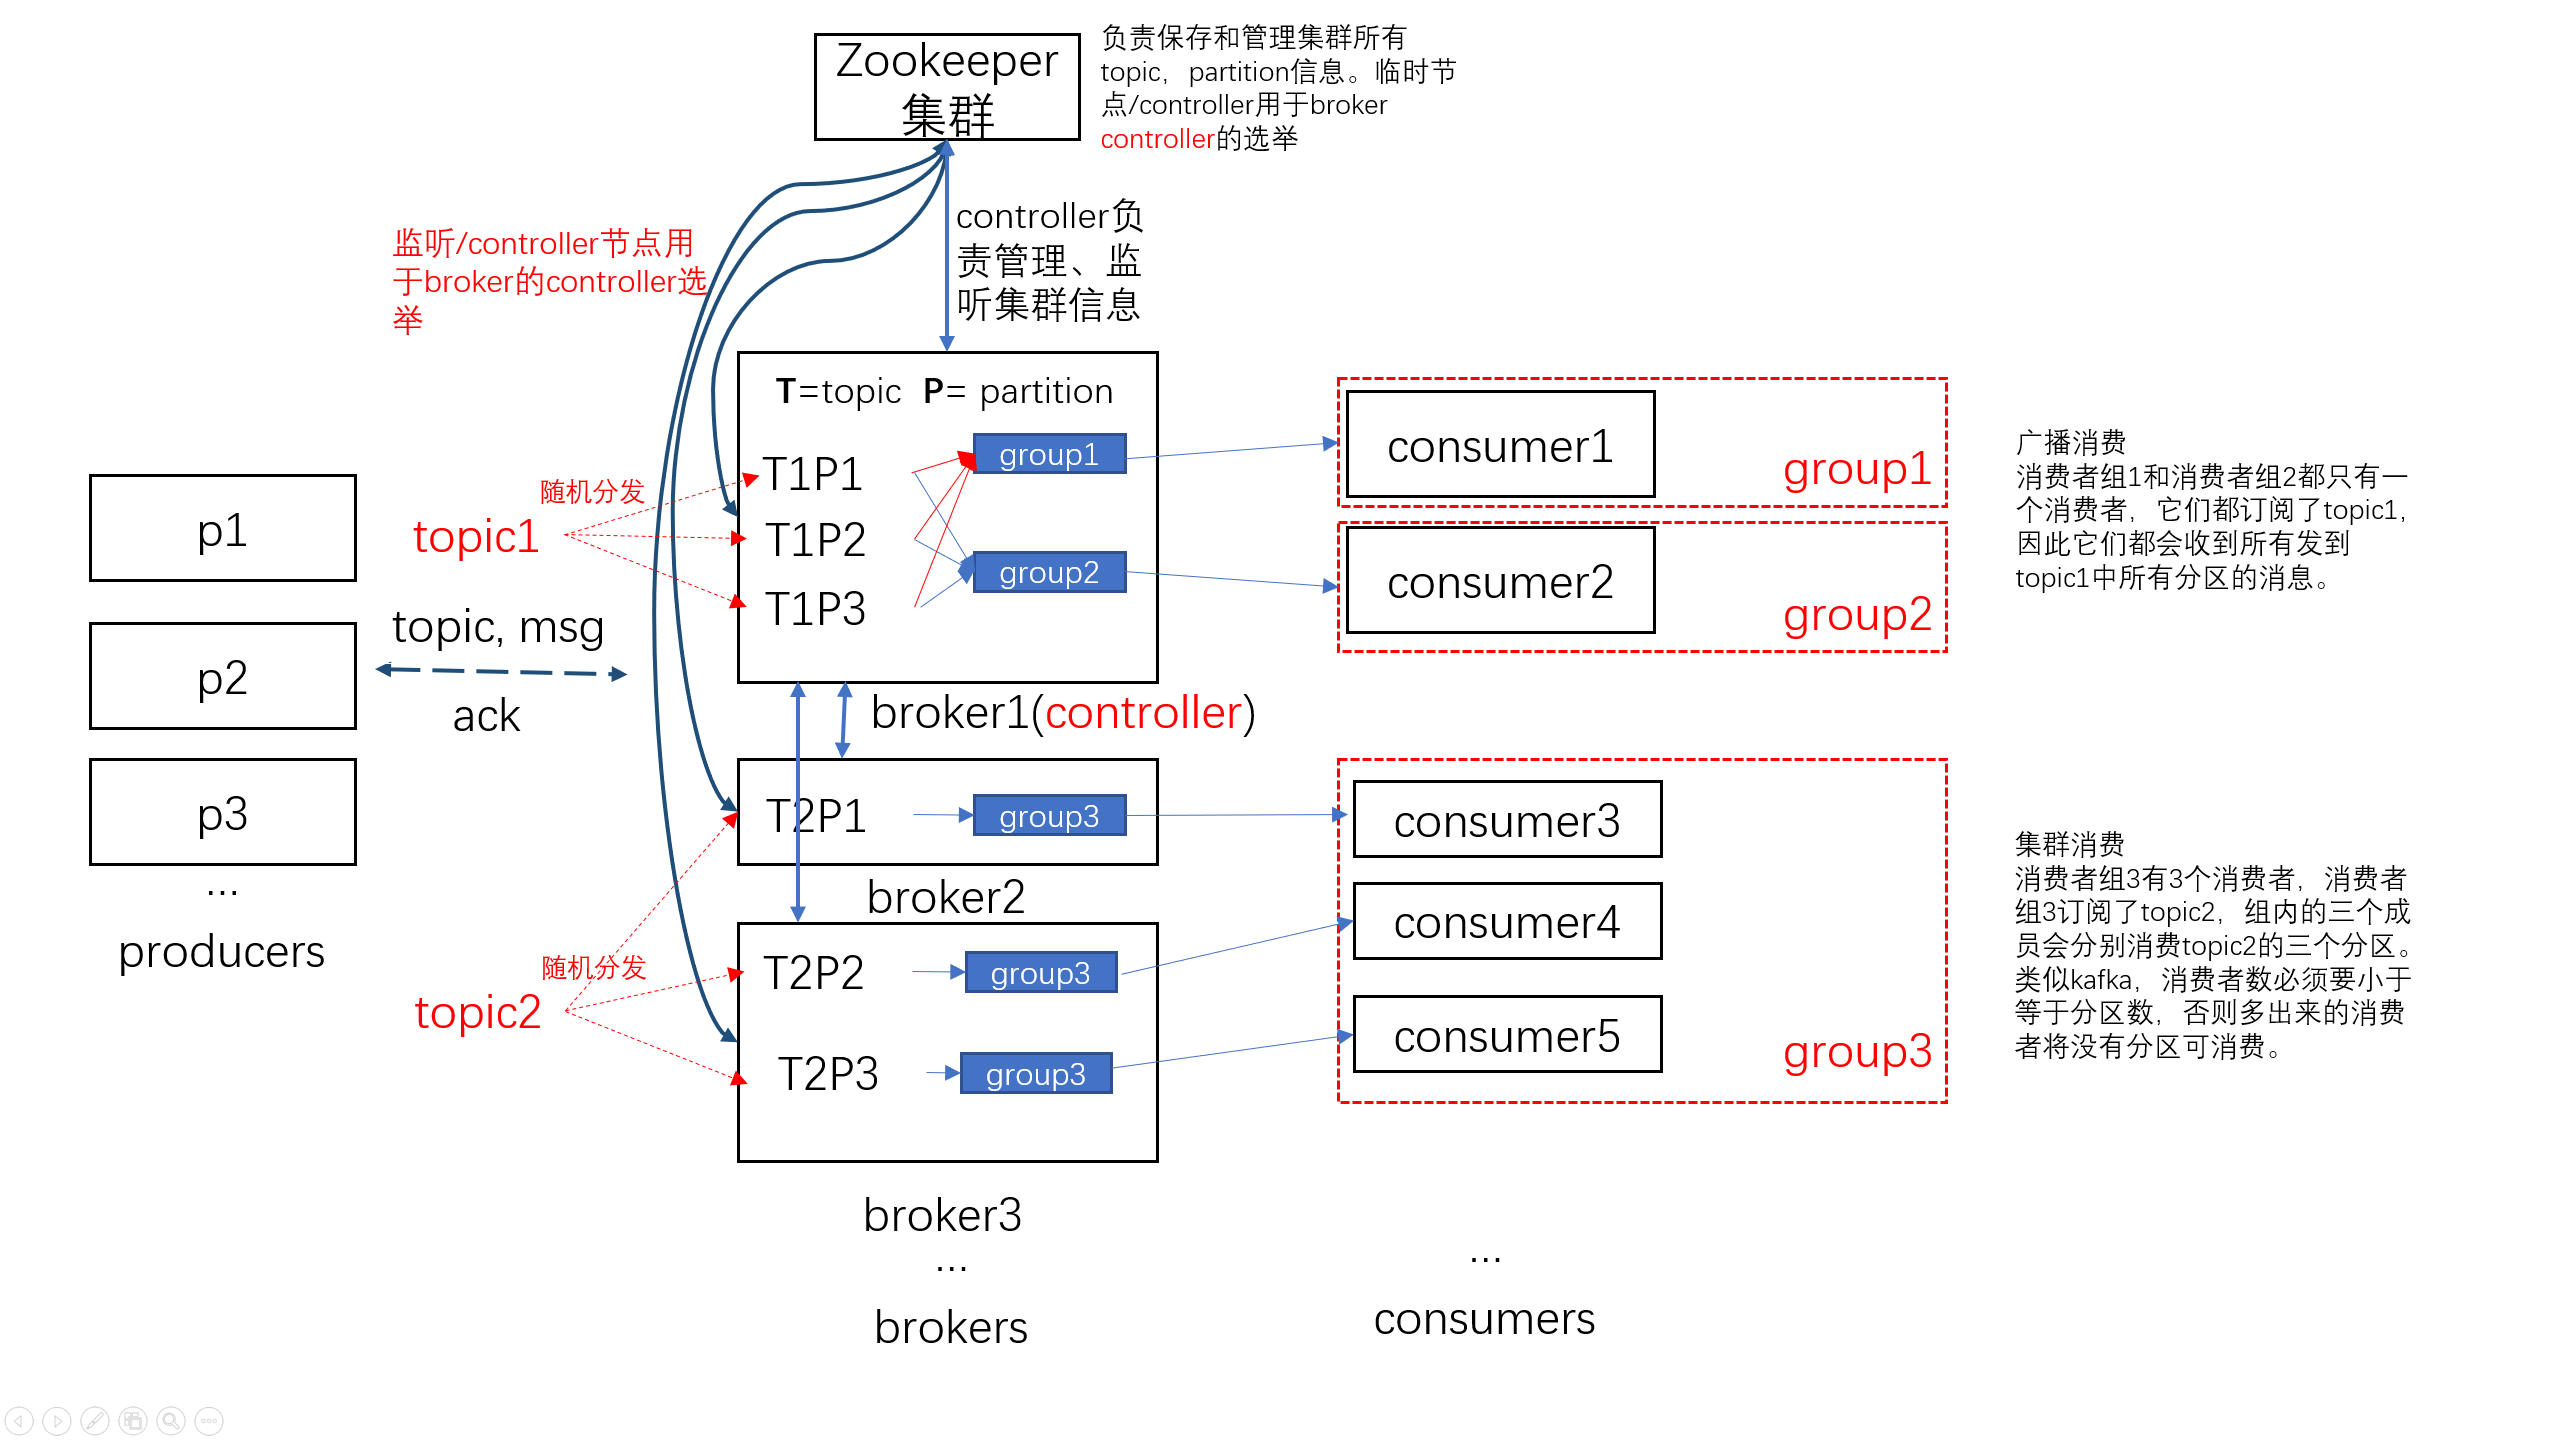 Zookeeper
集群
负责保存和管理集群所有
topic，partition信息。临时节
点/controller用于broker
controller的选举
controller负
责管理、监
听集群信息
监听/controller节点用
于broker的controller选
举
p1
p2
p3
...
producers
topic1
随机分发
topic, msg
ack
topic2
随机分发
T=topic P= partition
T1P1
T1P2
T1P3
group1
group2
broker1(controller)
T2P1
group3
broker2
T2P2
group3
T2P3
group3
broker3
...
brokers
consumer1
group1
consumer2
group2
consumer3
consumer4
consumer5
group3
...
consumers
广播消费
消费者组1和消费者组2都只有一
个消费者，它们都订阅了topic1，
因此它们都会收到所有发到
topic1中所有分区的消息。
集群消费
消费者组3有3个消费者，消费者
组3订阅了topic2，组内的三个成
员会分别消费topic2的三个分区。
类似kafka，消费者数必须要小于
等于分区数，否则多出来的消费
者将没有分区可消费。